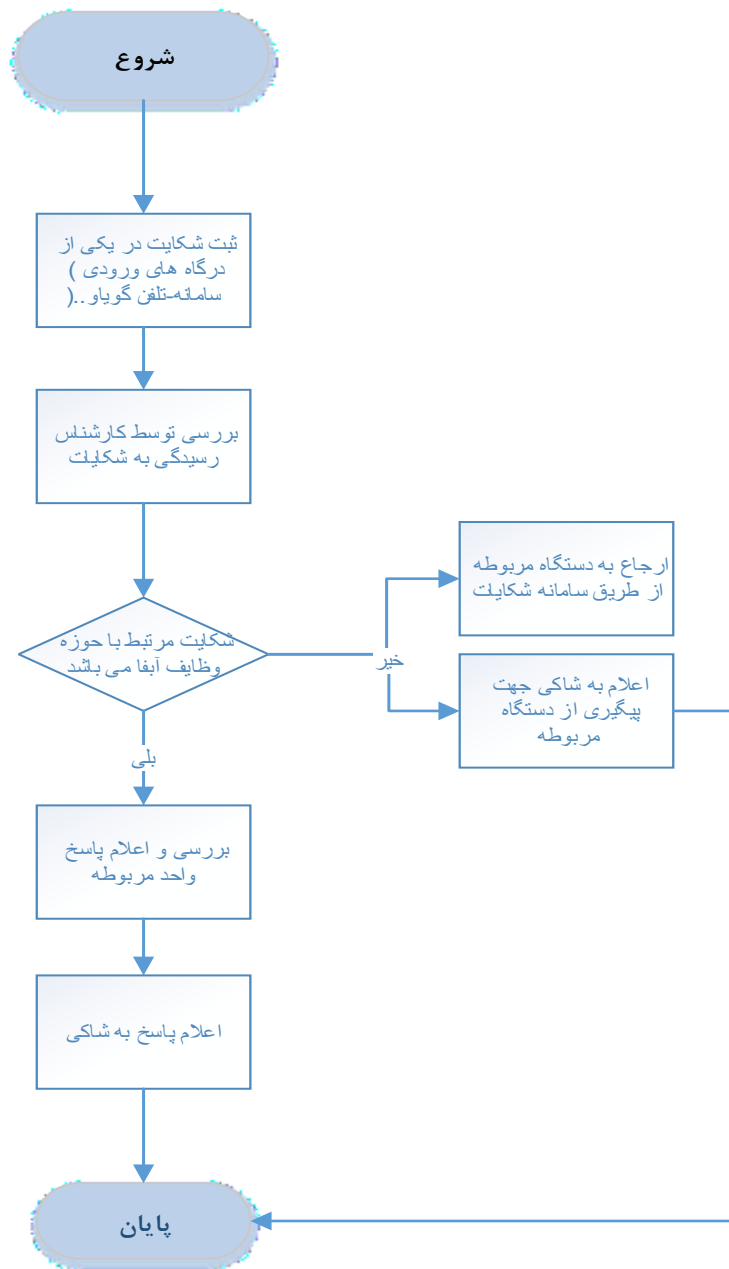 شروع
ثبت شکایت در یکی از
درگاه های ورودی (
سامانه-تلفن گویاو..)
بررسی توسط کارشناس
رسیدگی به شکایات
ارجاع به دستگاه مربوطه
از طریق سامانه شکایات
شکایت مرتبط با حوزه
وظایف آبفا می باشد
خیر
اعلام به شاکی جهت
پیگیری از دستگاه
مربوطه
بلی
بررسی و اعلام پاسخ
واحد مربوطه
اعلام پاسخ به شاکی
پایان